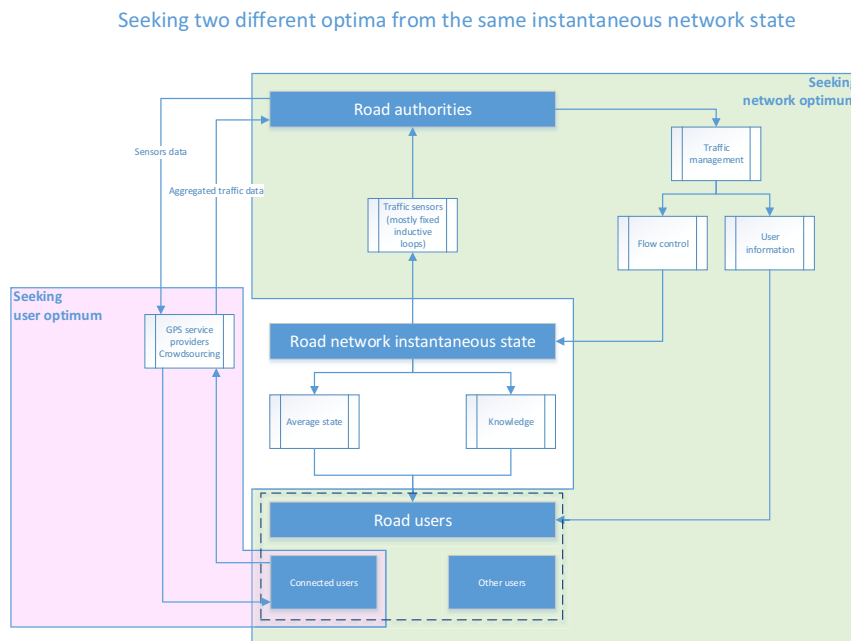 Seeking two different optima from the same instantaneous network state
Seeking
network optimum
Road authorities
Sensors data
Traffic
management
Aggregated traffic data
Traffic sensors
(mostly fixed
inductive
loops)
Flow control
User
information
Seeking
user optimum
GPS service
providers
Crowdsourcing
Road network instantaneous state
Average state
Knowledge
Road users
Connected users
Other users